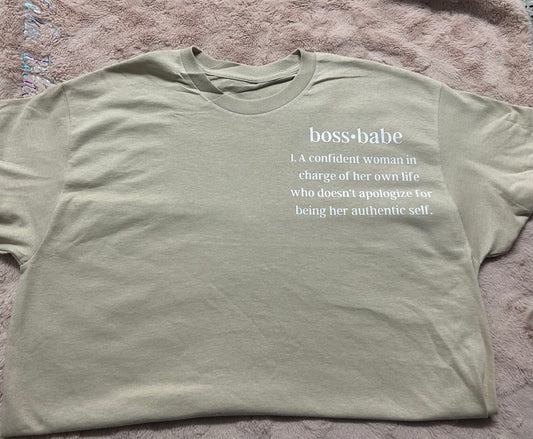 boss•babe
1. A confident woman in
charge of her own life
who doesn't apologize for
being her authentic self.